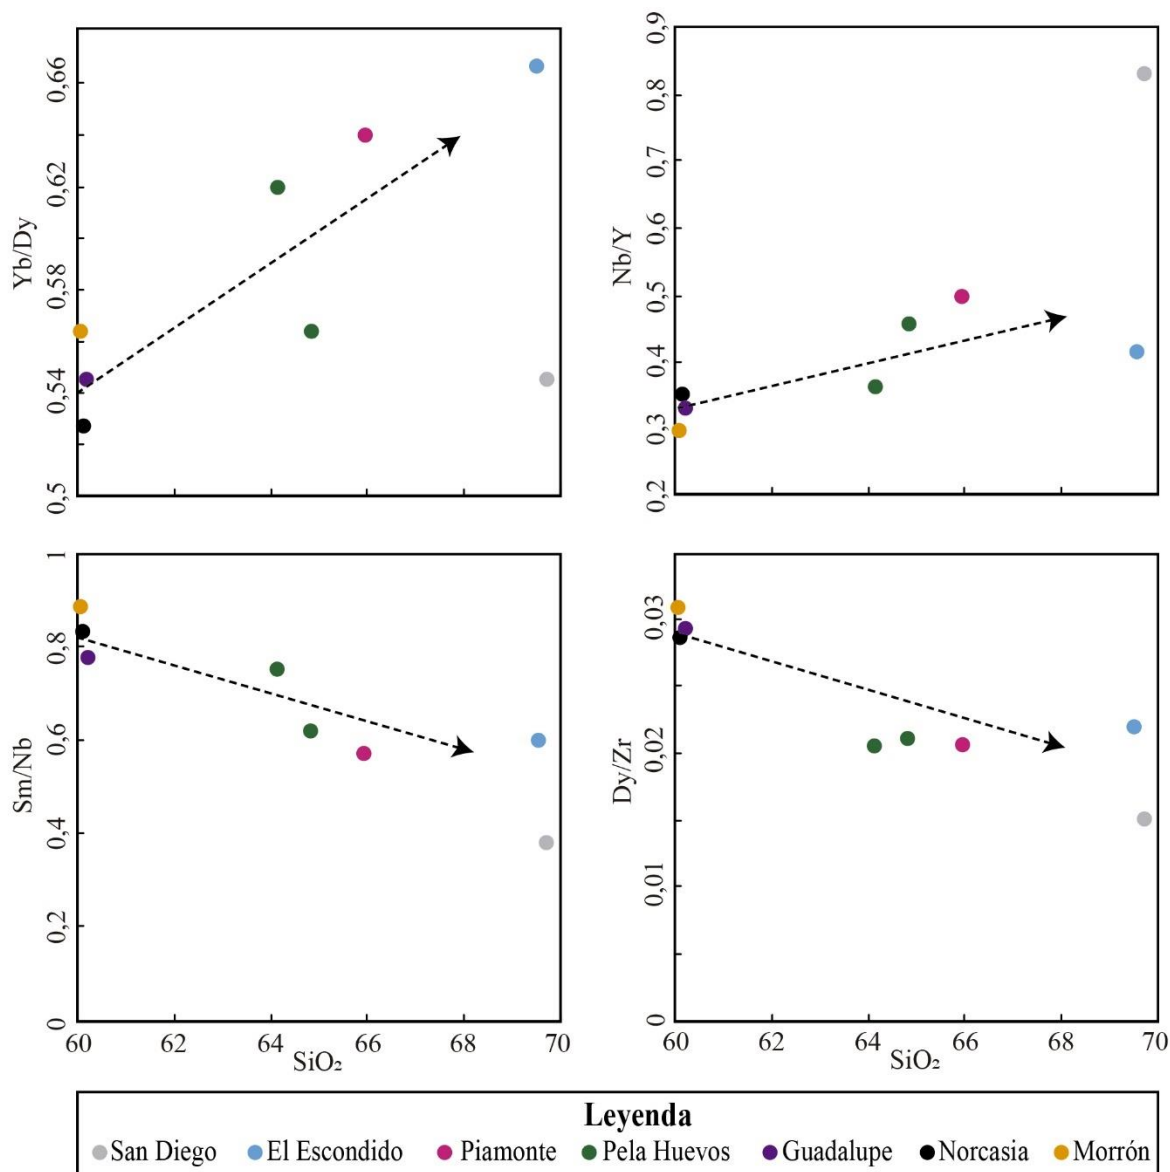 0,66
0,62
0,58
0,54
0,5
Yb/Dy
0,9
0,8
0,7
0,6
0,5
0,4
0,3
0,2
Nb/Y
1
0,8
0,6
0,4
0,2
0
Sm/Nb
60 62 64 66 68 70
SiO₂
0,03
0,02
0,01
0
Dy/Zr
60 62 64 66 68 70
SiO₂
Leyenda
San Diego El Escondido Piamonte Pela Huevos Guadalupe Norcasia Morrón